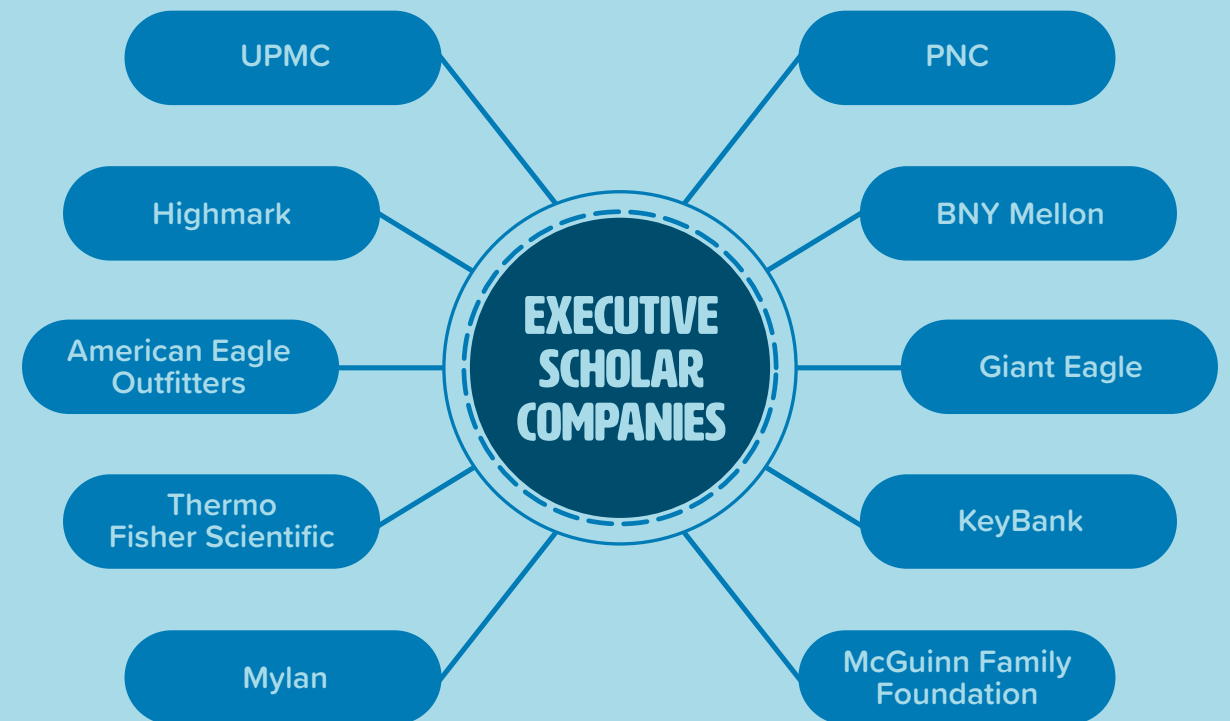 UPMC
PNC
Highmark
BNY Mellon
American Eagle
Outfitters
EXECUTIVE
SCHOLAR
COMPANIES
Giant Eagle
Thermo
Fisher Scientific
KeyBank
Mylan
McGuinn Family
Foundation